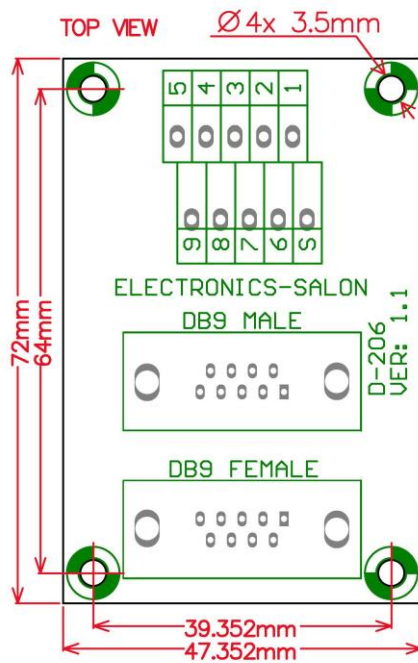 TOP VIEW
Ø4x 3.5mm
5 4 3 2 1
9 8 7 6 S
ELECTRONICS-SALON
DB9 MALE
D-206
VER: 1.1
72mm
64mm
DB9 FEMALE
39.352mm
47.352mm